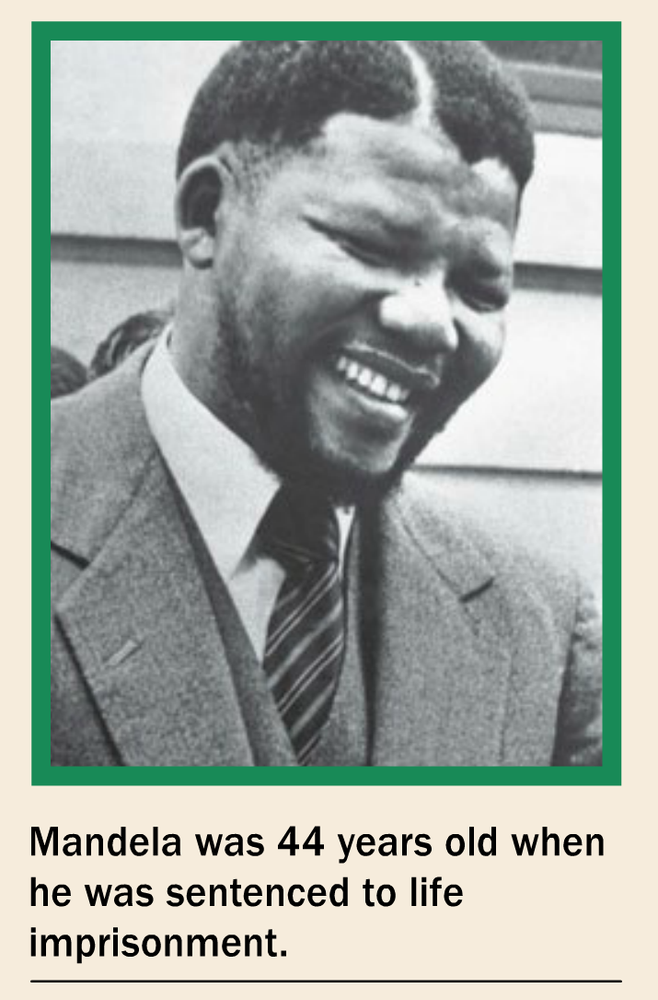 Mandela was 44 years old when
he was sentenced to life
imprisonment.